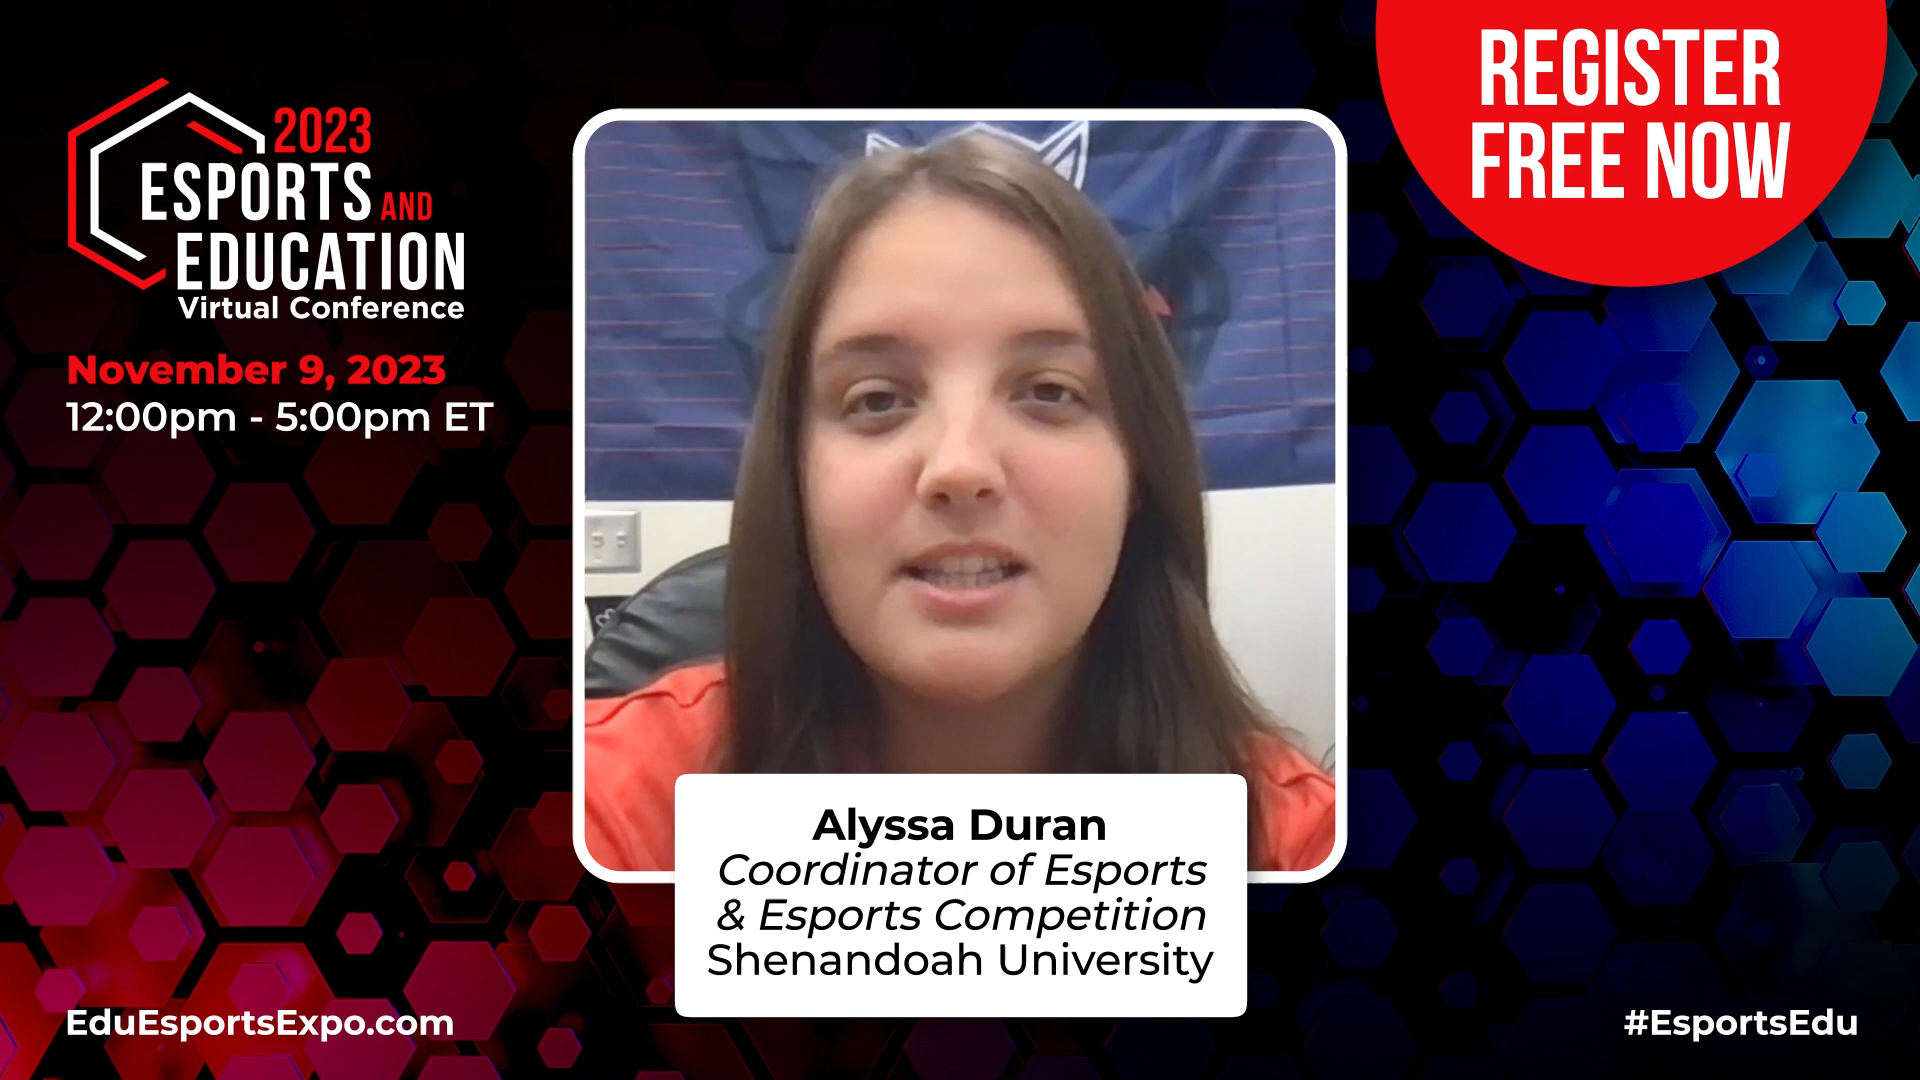 2023
ESPORTS AND
EDUCATION
Virtual Conference
November 9, 2023
12:00pm - 5:00pm ET
REGISTER
FREE NOW
Alyssa Duran
Coordinator of Esports
& Esports Competition
Shenandoah University
EduEsportsExpo.com
#EsportsEdu